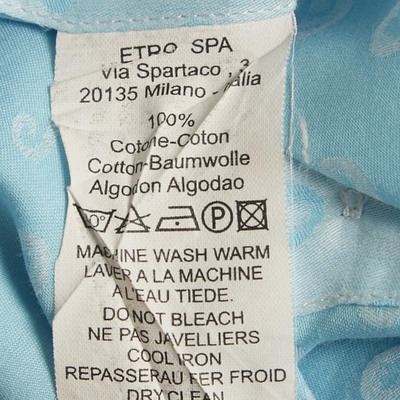 ETRO SPA
Via Spartaco ,3
20135 Milano - Italia
100%
Cotone-Coton
Cotton-Baumwolle
Algodon Algodao
P
MACHINE WASH WARM
LAVER A LA MACHINE
A L'EAU TIEDE.
DO NOT BLEACH
NE PAS JAVELLIERS
COOL IRON
REPASSERAU FER FROID
DRY CLEAN